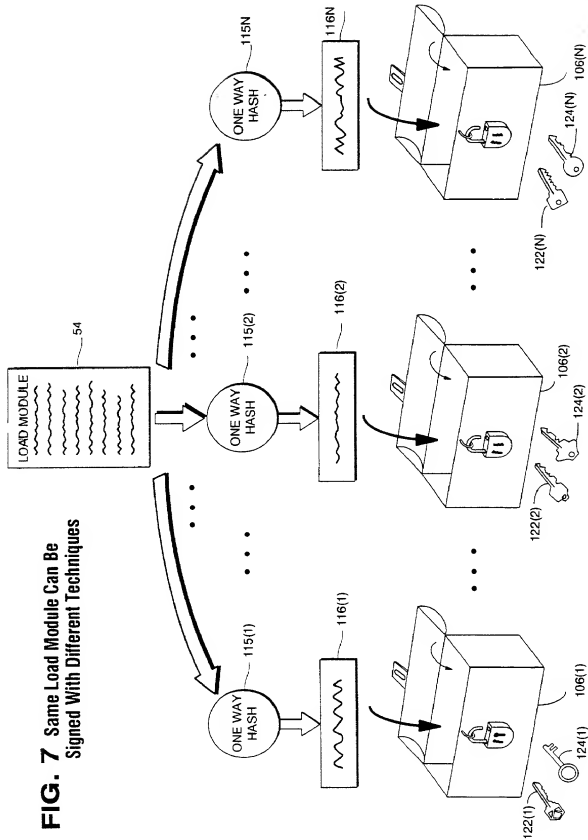 FIG. 7 Same Load Module Can Be
Signed With Different Techniques
LOAD MODULE
54
ONE WAY
HASH
115(1)
ONE WAY
HASH
115(2)
ONE WAY
HASH
115N
116(1)
116(2)
116N
106(1)
122(1)
124(1)
106(2)
122(2)
124(2)
106(N)
122(N)
124(N)